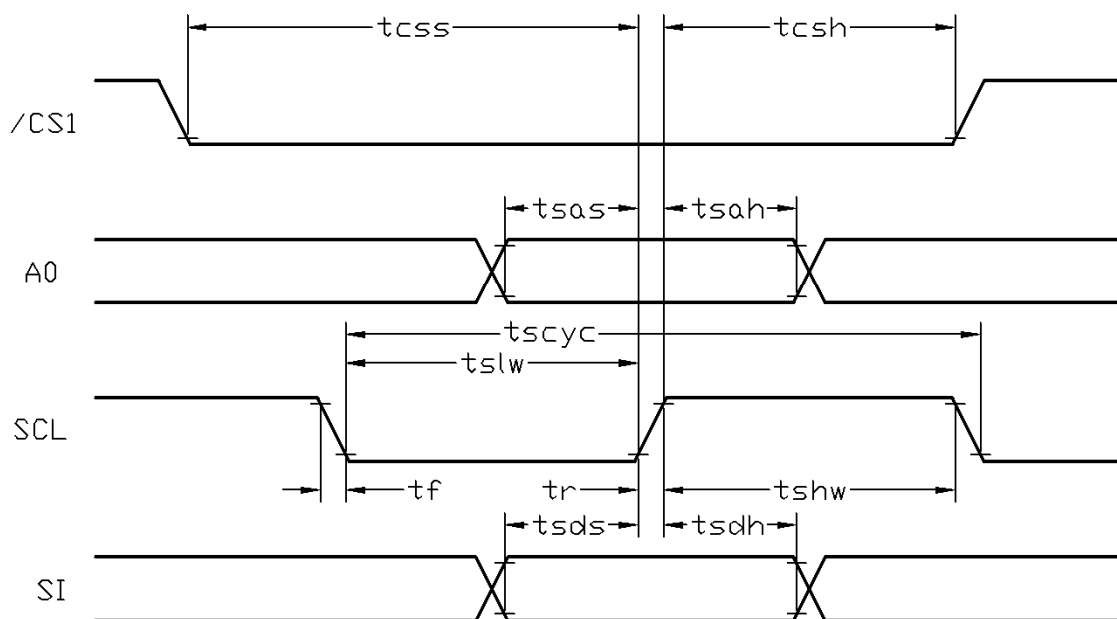 tcss tcsh
/CS1
tsas tsah
A0
tscyc
tslw
SCL
tf tr tshw
tsds tsdh
SI